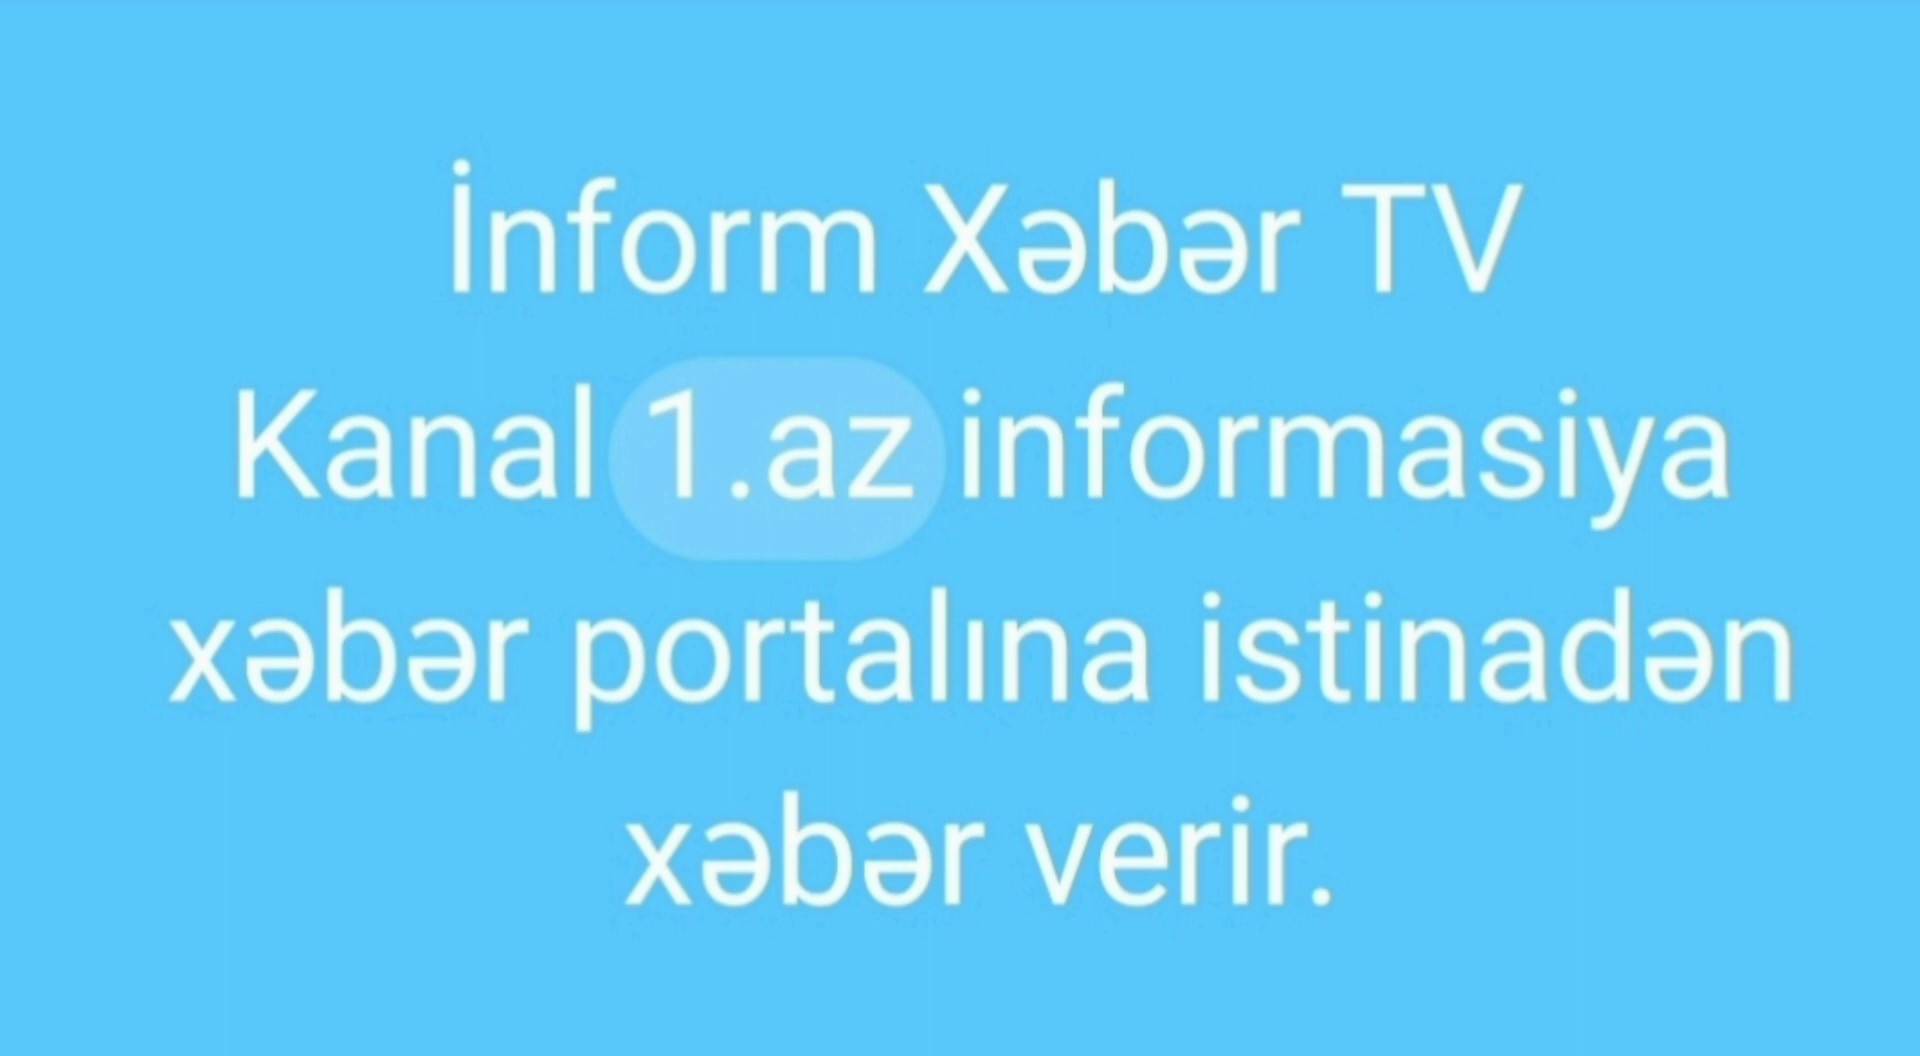 İnform Xəbər TV
Kanal 1.az informasiya
xəbər portalına istinadən
xəbər verir.